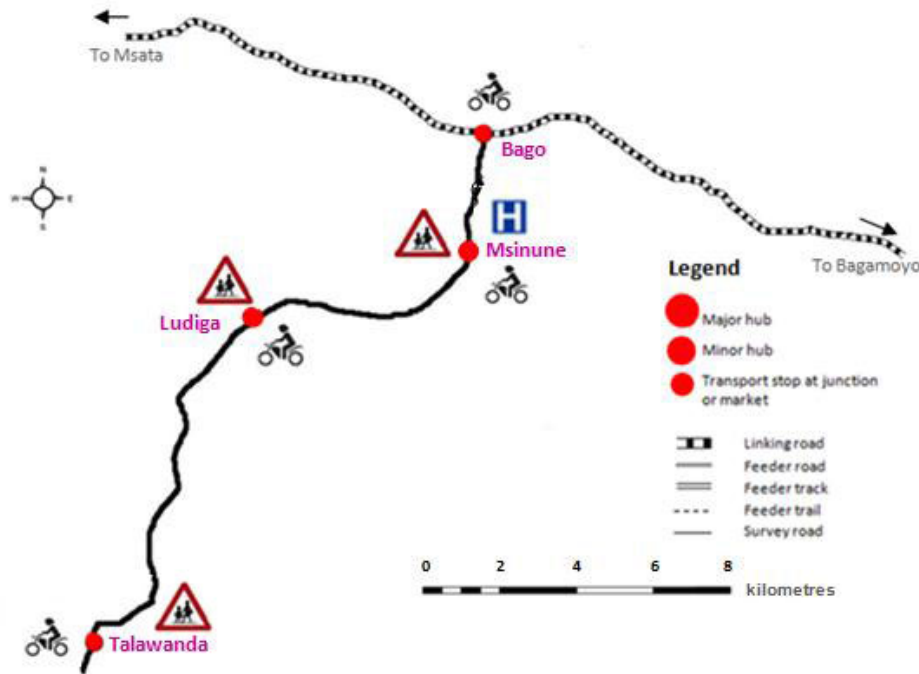 To Msata
Bago
N
W E
S
H
Msinune
To Bagamoyo
Ludiga
Legend
Major hub
Minor hub
Transport stop at junction
or market
Linking road
Feeder road
Feeder track
Feeder trail
Survey road
0 2 4 6 8
kilometres
Talawanda